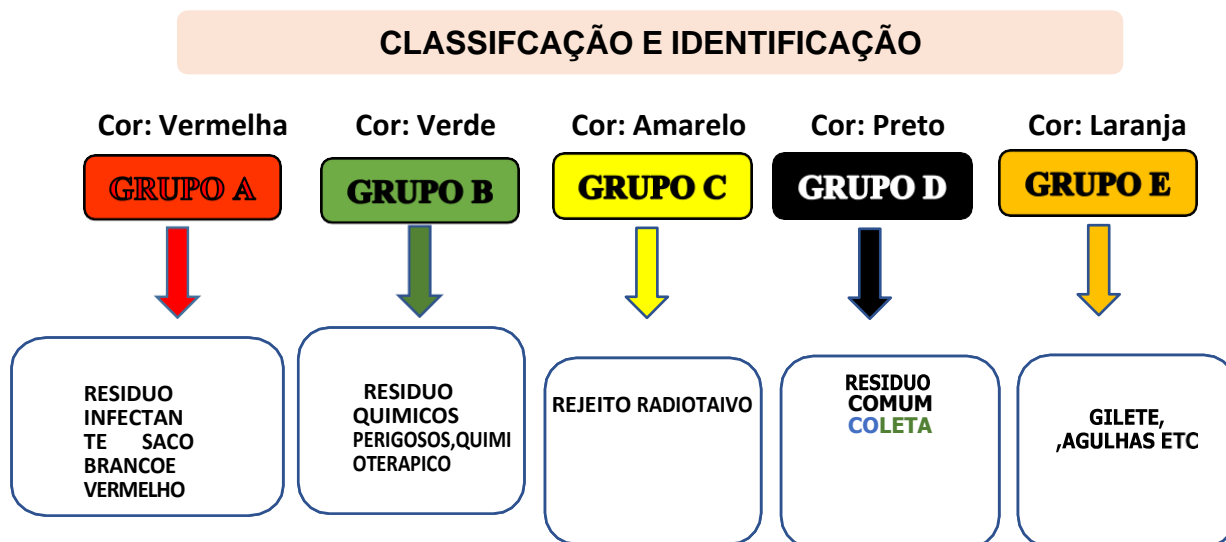 CLASSIFCAÇÃO E IDENTIFICAÇÃO
Cor: Vermelha
Cor: Verde
Cor: Amarelo
Cor: Preto
Cor: Laranja
GRUPO A
GRUPO B
GRUPO C
GRUPO D
GRUPO E
RESIDUO
INFECTAN
TE SACO
BRANCOE
VERMELHO
RESIDUO
QUIMICOS
PERIGOSOS,QUIMI
OTERAPICO
REJEITO RADIOTAIVO
RESIDUO
COMUM
COLETA
GILETE,
,AGULHAS ETC